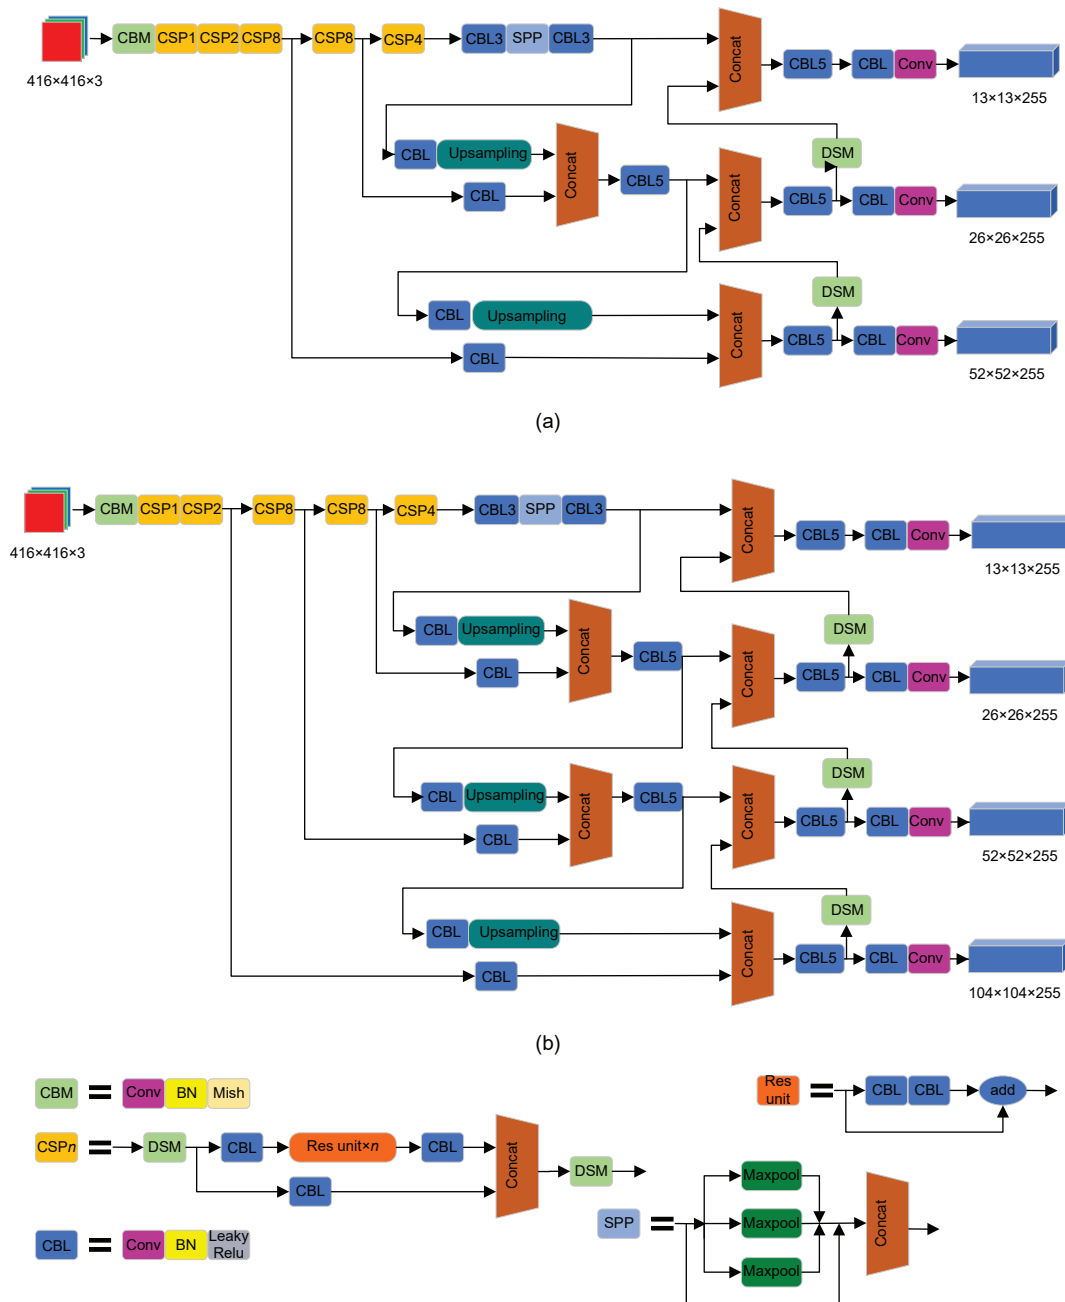 CBM CSP1 CSP2 CSP8 CSP8 CSP4 CBL3 SPP CBL3
Concat
CBL5 CBL Conv
416×416×3
13×13×255
CBL Upsampling
Concat
CBL5
CBL
DSM
Concat
CBL5 CBL Conv
26×26×255
DSM
CBL Upsampling
CBL
Concat
CBL5 CBL Conv
52×52×255
(a)
CBM CSP1 CSP2 CSP8 CSP8 CSP4 CBL3 SPP CBL3
Concat
CBL5 CBL Conv
416×416×3
13×13×255
CBL Upsampling
Concat
CBL5
CBL
DSM
Concat
CBL5 CBL Conv
26×26×255
CBL Upsampling
Concat
CBL5
CBL
DSM
Concat
CBL5 CBL Conv
52×52×255
CBL Upsampling
CBL
DSM
Concat
CBL5 CBL Conv
104×104×255
(b)
CBM = Conv BN Mish
Res unit = CBL CBL add
CSPn = DSM CBL Res unit×n CBL
CBL
Concat
DSM
CBL = Conv BN Leaky Relu
SPP = Maxpool
Maxpool
Maxpool
Concat